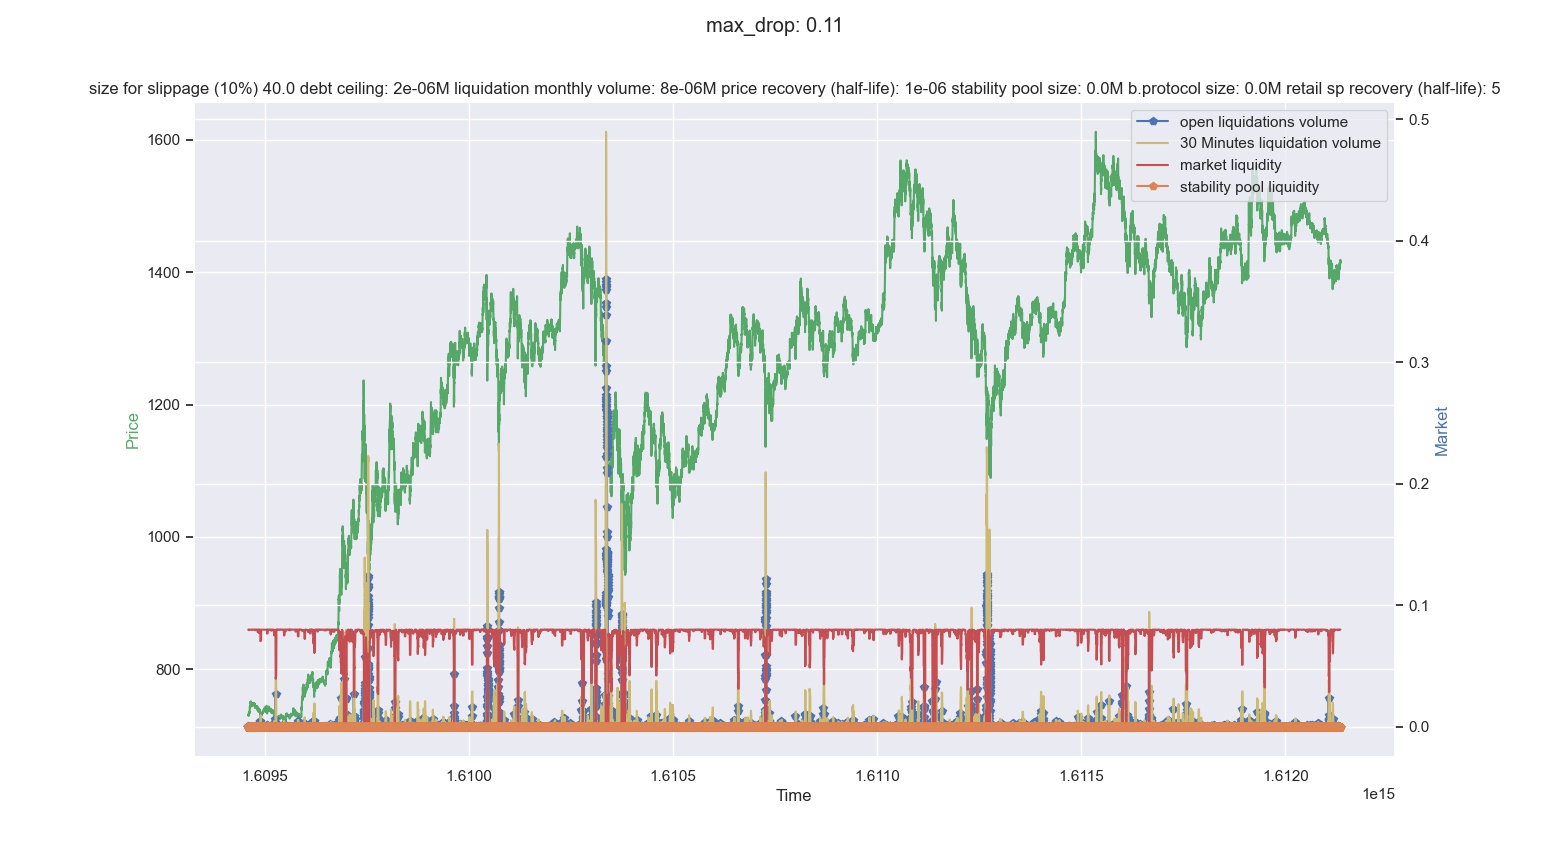 max_drop: 0.11
size for slippage (10%) 40.0 debt ceiling: 2e-06M liquidation monthly volume: 8e-06M price recovery (half-life): 1e-06 stability pool size: 0.0M b.protocol size: 0.0M retail sp recovery (half-life): 5
open liquidations volume
30 Minutes liquidation volume
market liquidity
stability pool liquidity
1600
1400
1200
1000
800
Price
0.5
0.4
0.3
0.2
0.1
0.0
Market
1.6095 1.6100 1.6105 1.6110 1.6115 1.6120
1e15
Time